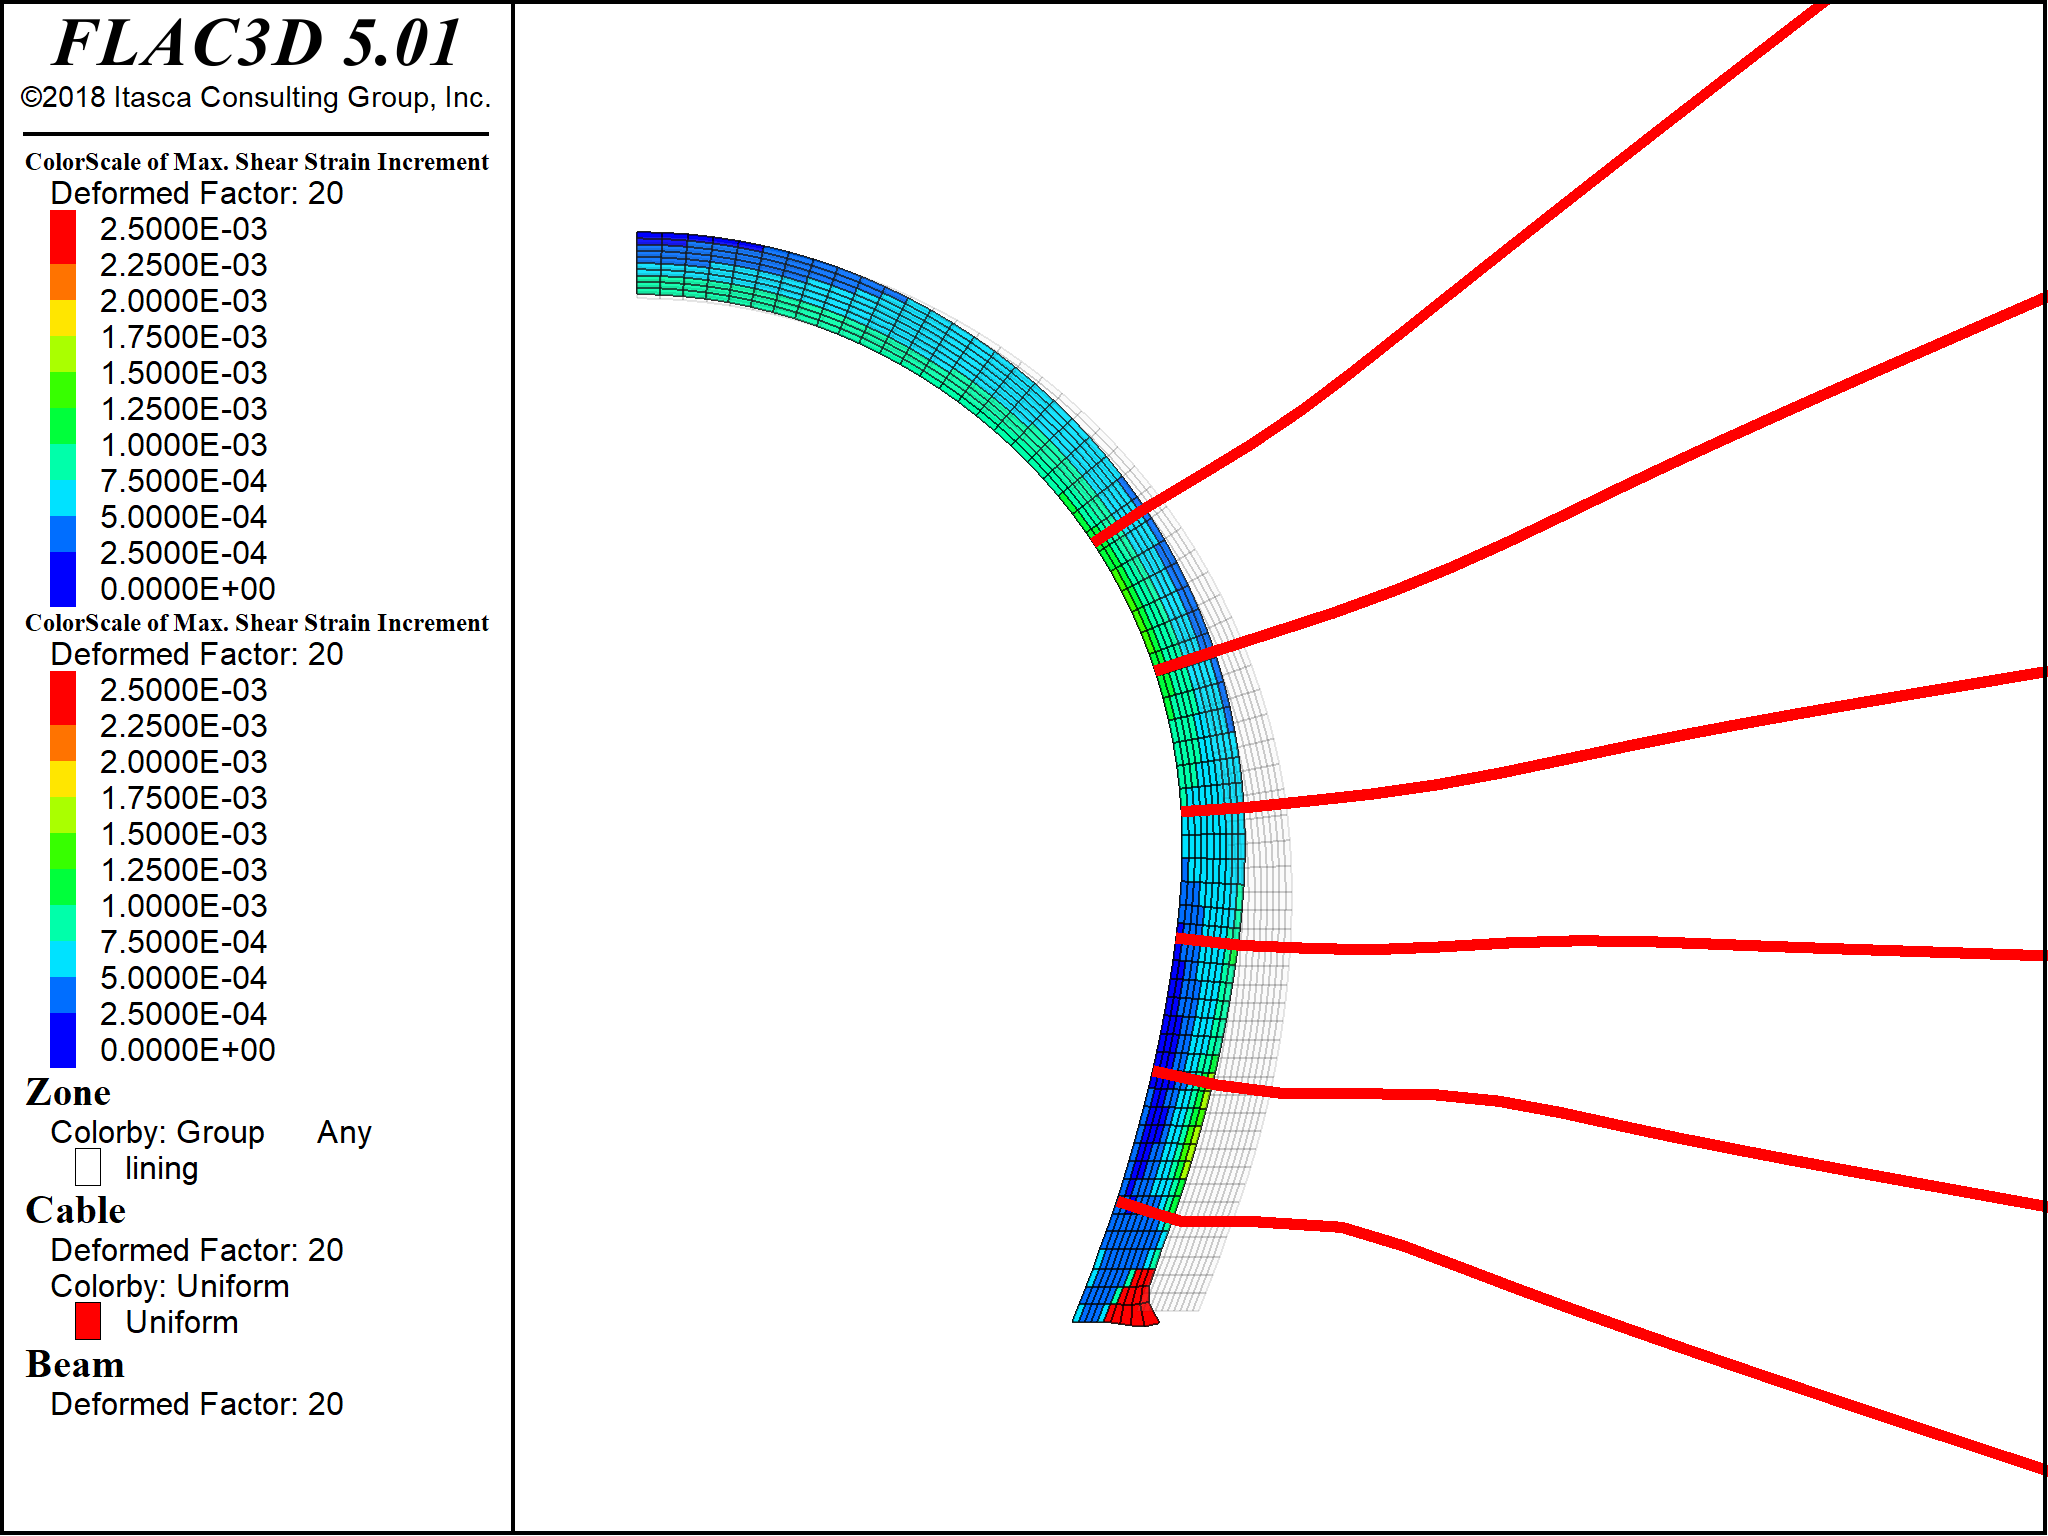 FLAC3D 5.01
©2018 Itasca Consulting Group, Inc.
ColorScale of Max. Shear Strain Increment
Deformed Factor: 20
2.5000E-03
2.2500E-03
2.0000E-03
1.7500E-03
1.5000E-03
1.2500E-03
1.0000E-03
7.5000E-04
5.0000E-04
2.5000E-04
0.0000E+00
ColorScale of Max. Shear Strain Increment
Deformed Factor: 20
2.5000E-03
2.2500E-03
2.0000E-03
1.7500E-03
1.5000E-03
1.2500E-03
1.0000E-03
7.5000E-04
5.0000E-04
2.5000E-04
0.0000E+00
Zone
Colorby: Group Any
lining
Cable
Deformed Factor: 20
Colorby: Uniform
Uniform
Beam
Deformed Factor: 20